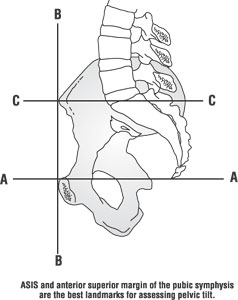 B
C C
A A
B
ASIS and anterior superior margin of the pubic symphysis
are the best landmarks for assessing pelvic tilt.